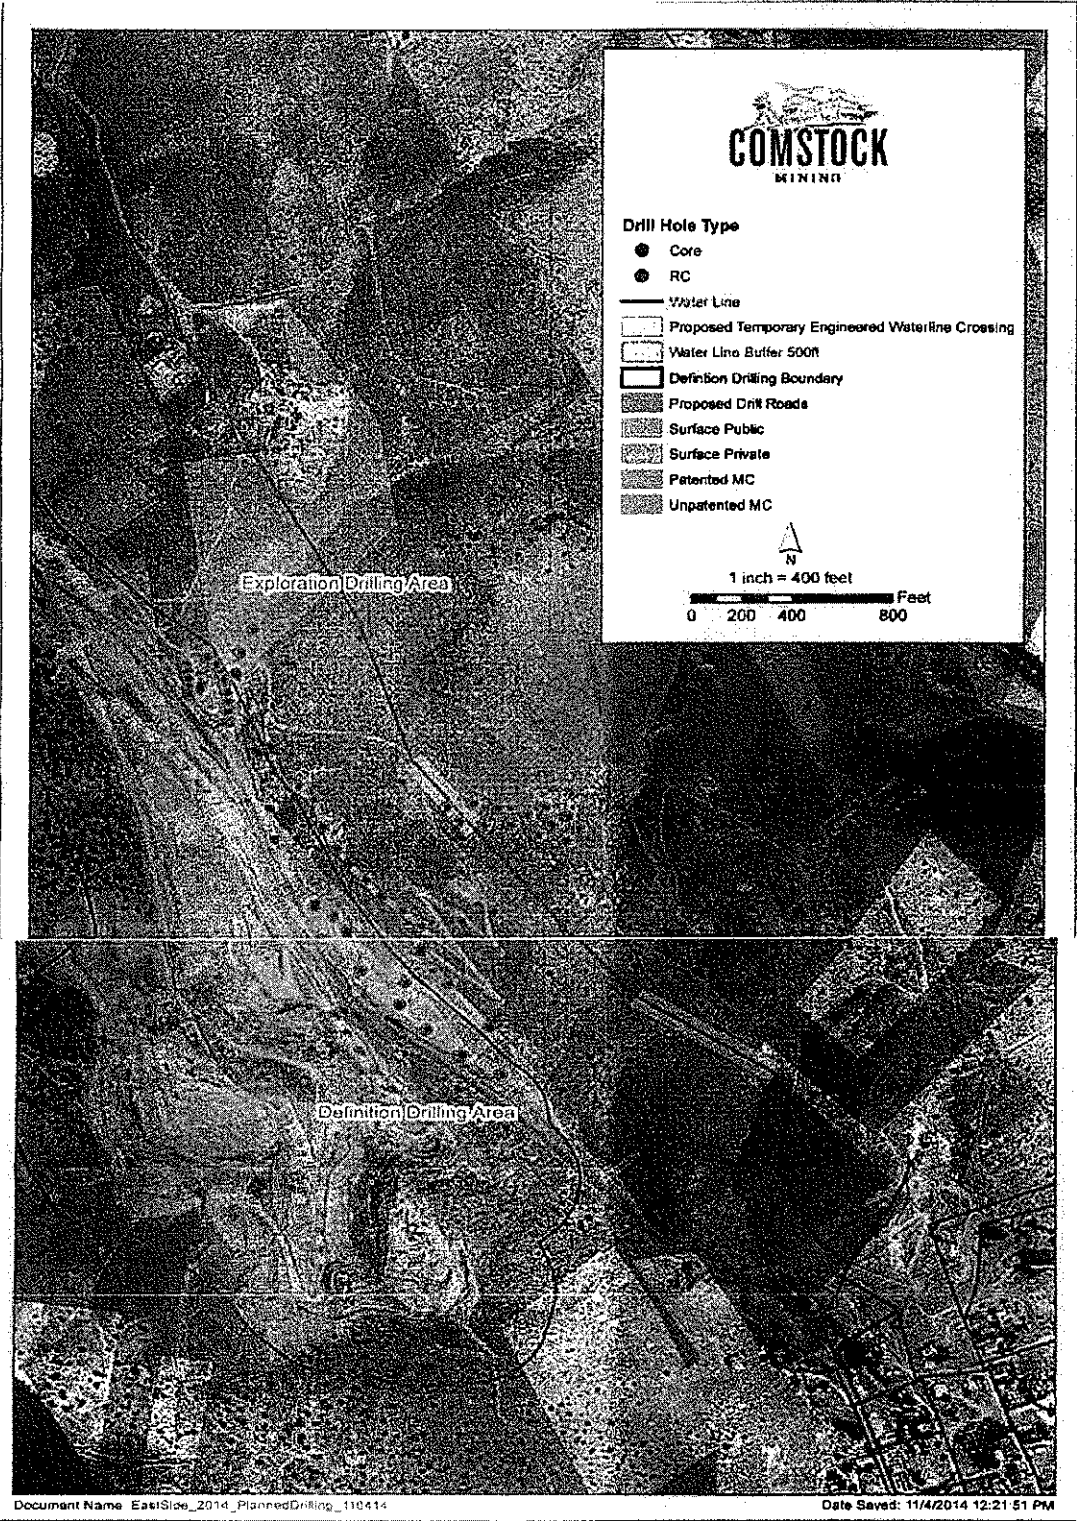 COMSTOCK
MINING
Drill Hole Type
Core
RC
Water Line
Proposed Temporary Engineered Waterline Crossing
Water Line Buffer 500ft
Defintion Drilling Boundary
Proposed Drill Roads
Surface Public
Surface Private
Patented MC
Unpatented MC
N
1 inch = 400 feet
Feet
0 200 400 800
Exploration Drilling Area
Definition Drilling Area
Document Name EastSide_2014_PlannedDrilling_110414
Date Saved: 11/4/2014 12:21:51 PM